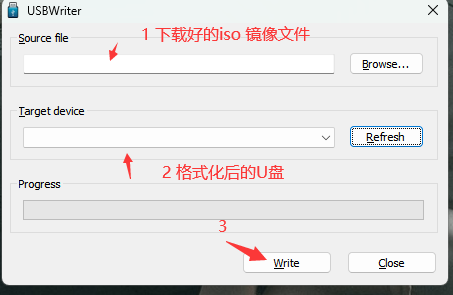 USBWriter
Source file
1 下载好的iso 镜像文件
Browse...
Target device
Refresh
2 格式化后的U盘
Progress
3
Write
Close